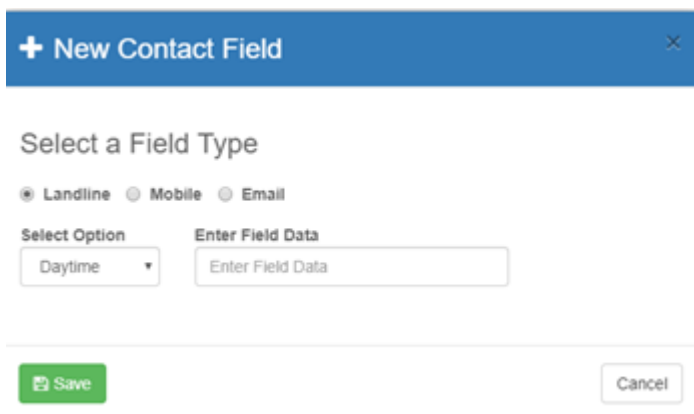 New Contact Field
Select a Field Type
Landline Mobile Email
Select Option Enter Field Data
Daytime Enter Field Data
Save Cancel